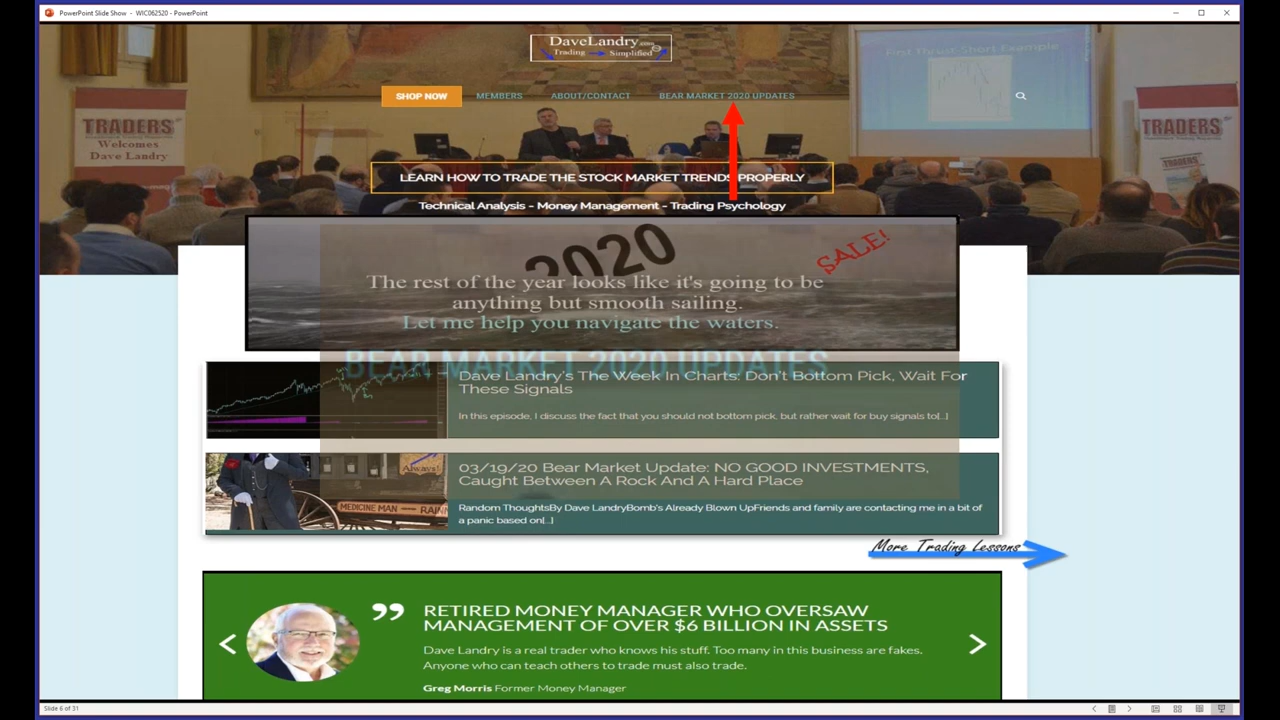 PowerPoint Slide Show - WIC062520 - PowerPoint
DaveLandry.com
Trading Simplified
First Thrust Short Example
SHOP NOW MEMBERS ABOUT/CONTACT BEAR MARKET 2020 UPDATES
TRADERS'
Welcomes
Dave Landry
TRADERS'
TRADERS
LEARN HOW TO TRADE THE STOCK MARKET TRENDS PROPERLY
Technical Analysis - Money Management - Trading Psychology
2020
SALE!
The rest of the year looks like it's going to be
anything but smooth sailing.
Let me help you navigate the waters.
BEAR MARKET 2020 UPDATES
Dave Landry's The Week In Charts: Don't Bottom Pick, Wait For
These Signals
In this episode, I discuss the fact that you should not bottom pick, but rather wait for buy signals to[...]
Always!
MEDICINE MAN RAIN
03/19/20 Bear Market Update: NO GOOD INVESTMENTS,
Caught Between A Rock And A Hard Place
Random ThoughtsBy Dave LandryBomb's Already Blown UpFriends and family are contacting me in a bit of
a panic based on[...]
More Trading Lessons
RETIRED MONEY MANAGER WHO OVERSAW
MANAGEMENT OF OVER $6 BILLION IN ASSETS
Dave Landry is a real trader who knows his stuff. Too many in this business are fakes.
Anyone who can teach others to trade must also trade.
Greg Morris Former Money Manager
Slide 6 of 31